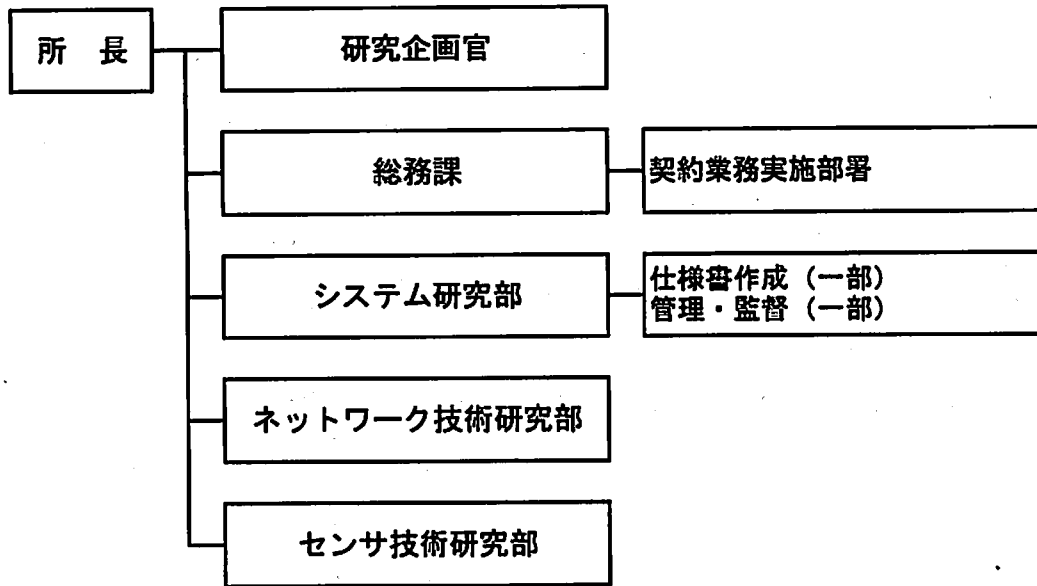 所 長
研究企画官
総務課
契約業務実施部署
システム研究部
仕様書作成（一部）
管理・監督（一部）
ネットワーク技術研究部
センサ技術研究部